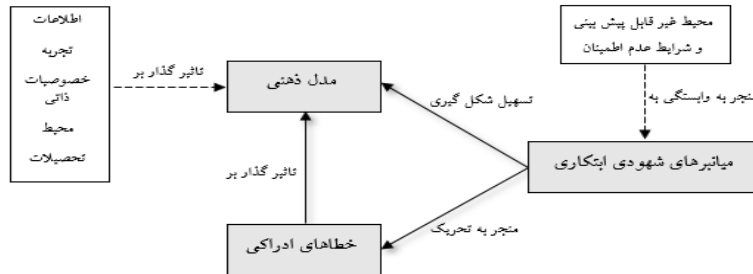 محیط غیر قابل پیش بینی
و شرایط عدم اطمینان
منجر به وابستگی به
میانبرهای شهودی ابتکاری
تسهیل شکل گیری
منجر به تحریک
مدل ذهنی
تاثیر گذار بر
خطاهای ادراکی
تاثیر گذار بر
اطلاعات
تجربه
خصوصیات
ذاتی
محیط
تحصیلات